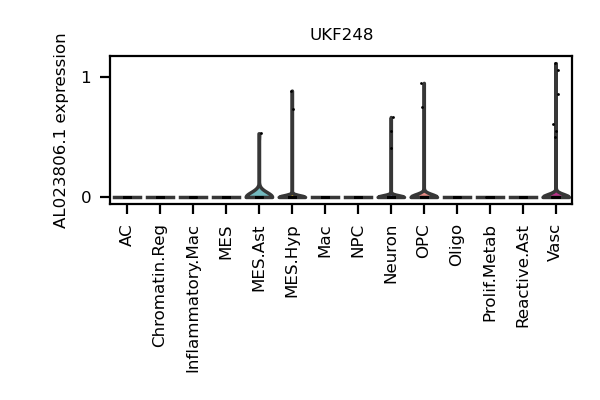 UKF248
AL023806.1 expression
1
0
AC
Chromatin.Reg
Inflammatory.Mac
MES
MES.Ast
MES.Hyp
Mac
NPC
Neuron
OPC
Oligo
Prolif.Metab
Reactive.Ast
Vasc